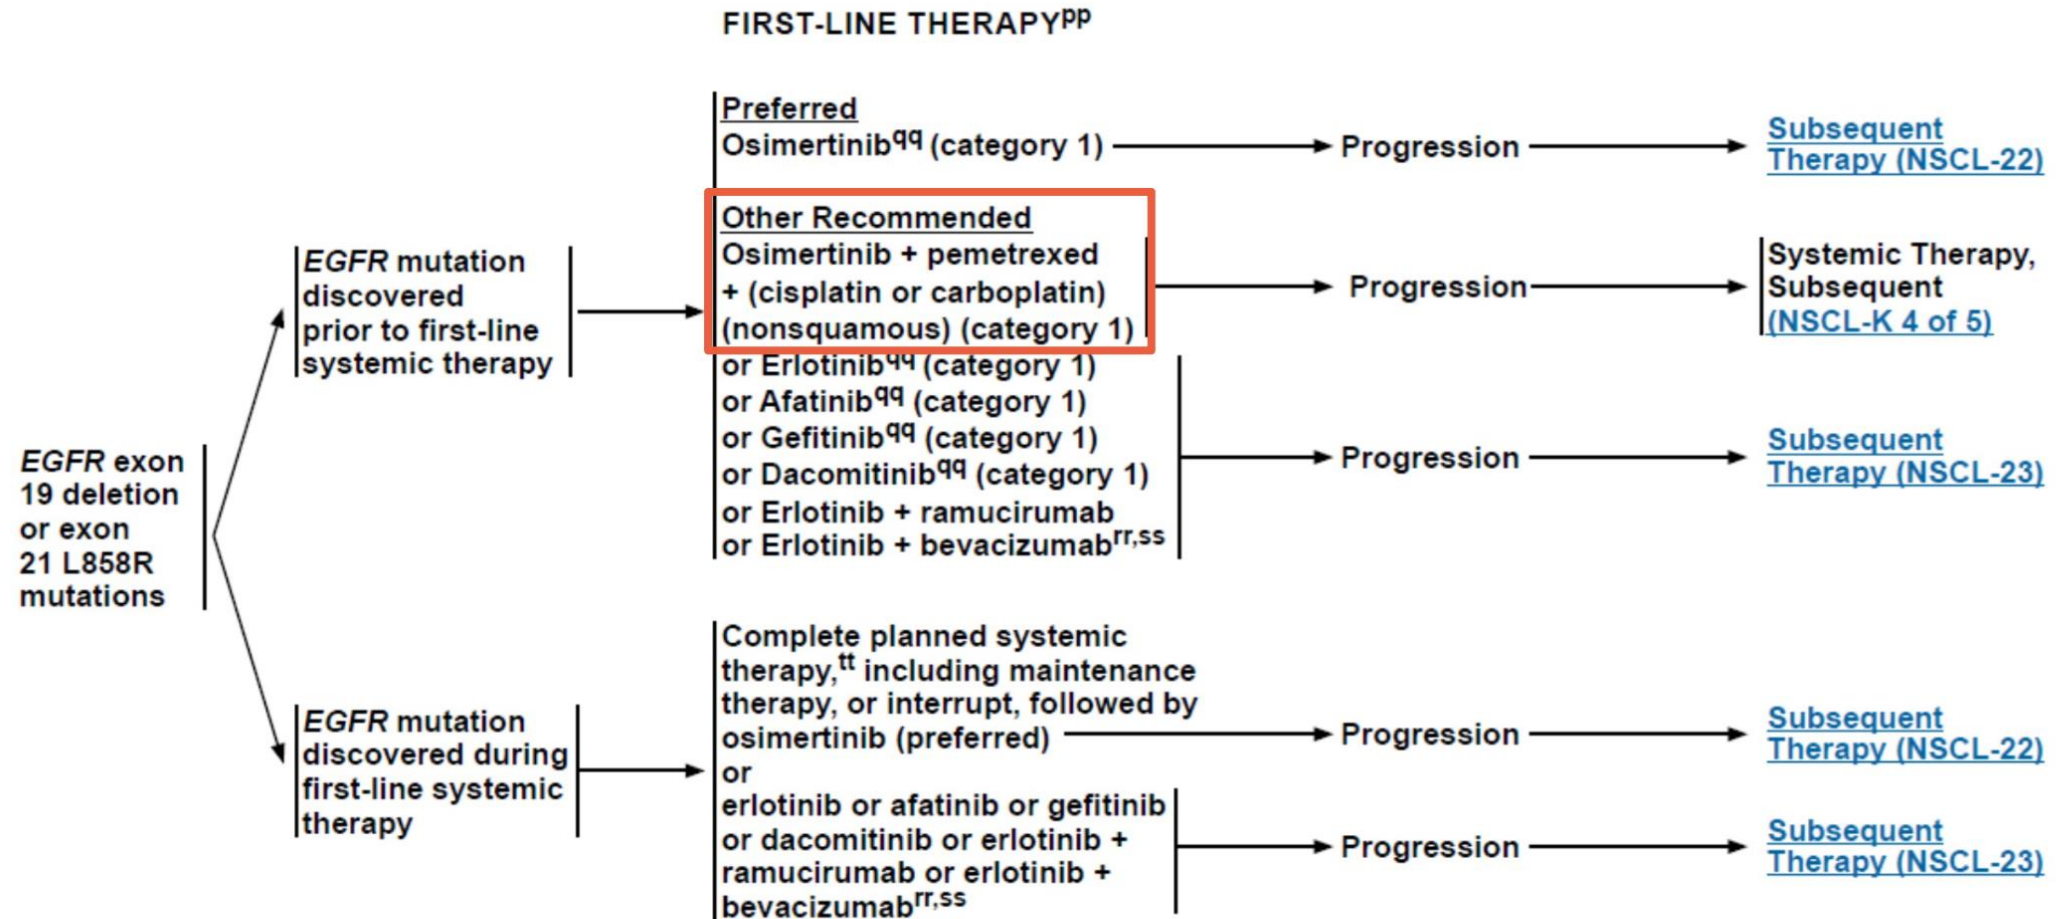 FIRST-LINE THERAPYpp
EGFR exon
19 deletion
or exon
21 L858R
mutations
EGFR mutation
discovered
prior to first-line
systemic therapy
Preferred
Osimertinibqq (category 1)
Progression
Subsequent
Therapy (NSCL-22)
Other Recommended
Osimertinib + pemetrexed
+ (cisplatin or carboplatin)
(nonsquamous) (category 1)
Progression
Systemic Therapy,
Subsequent
(NSCL-K 4 of 5)
or Erlotinibqq (category 1)
or Afatinibqq (category 1)
or Gefitinibqq (category 1)
or Dacomitinibqq (category 1)
or Erlotinib + ramucirumab
or Erlotinib + bevacizumabrr,ss
Progression
Subsequent
Therapy (NSCL-23)
EGFR mutation
discovered during
first-line systemic
therapy
Complete planned systemic
therapy,tt including maintenance
therapy, or interrupt, followed by
osimertinib (preferred)
Progression
Subsequent
Therapy (NSCL-22)
or
erlotinib or afatinib or gefitinib
or dacomitinib or erlotinib +
ramucirumab or erlotinib +
bevacizumabrr,ss
Progression
Subsequent
Therapy (NSCL-23)